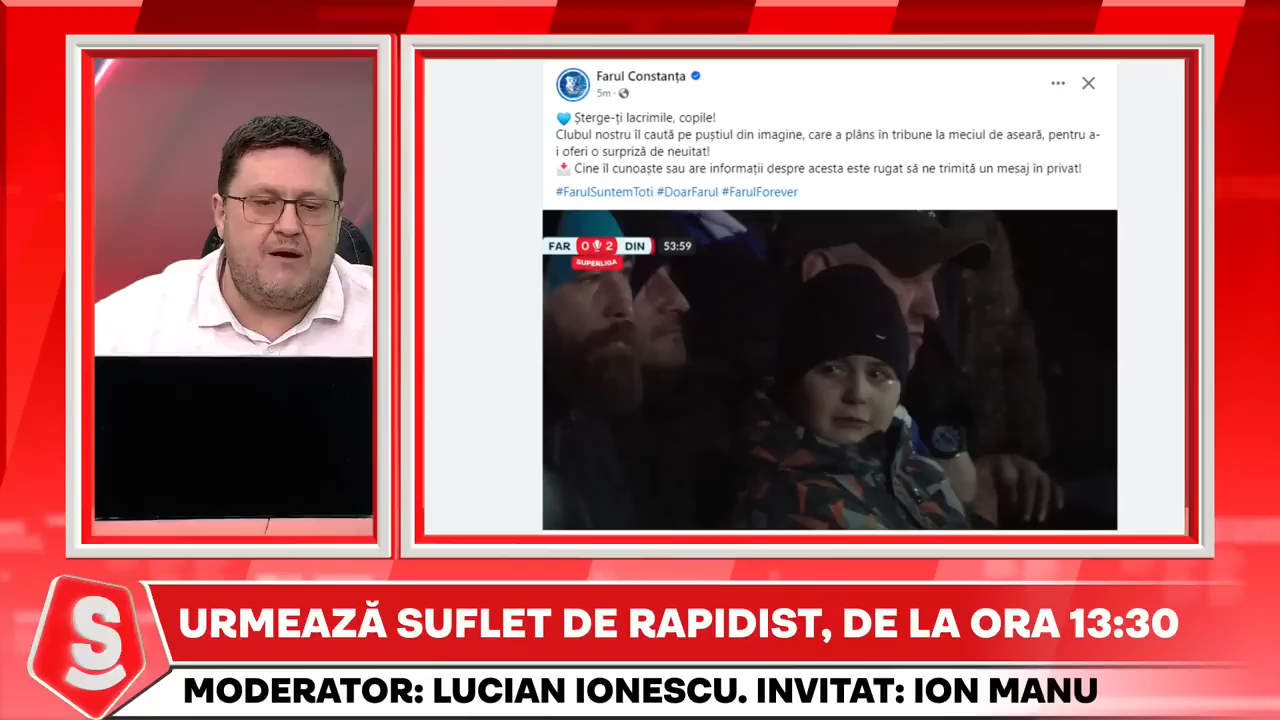 Farul Constanța
5m
💙 Șterge-ți lacrimile, copile!
Clubul nostru îl caută pe puștiul din imagine, care a plâns în tribune la meciul de aseară, pentru a-
i oferi o surpriză de neuitat!
📩 Cine îl cunoaște sau are informații despre acesta este rugat să ne trimită un mesaj în privat!
#FarulSuntemToti #DoarFarul #FarulForever
FAR 0 2 DIN 53:59
SUPERLIGA
S
URMEAZĂ SUFLET DE RAPIDIST, DE LA ORA 13:30
MODERATOR: LUCIAN IONESCU. INVITAT: ION MANU